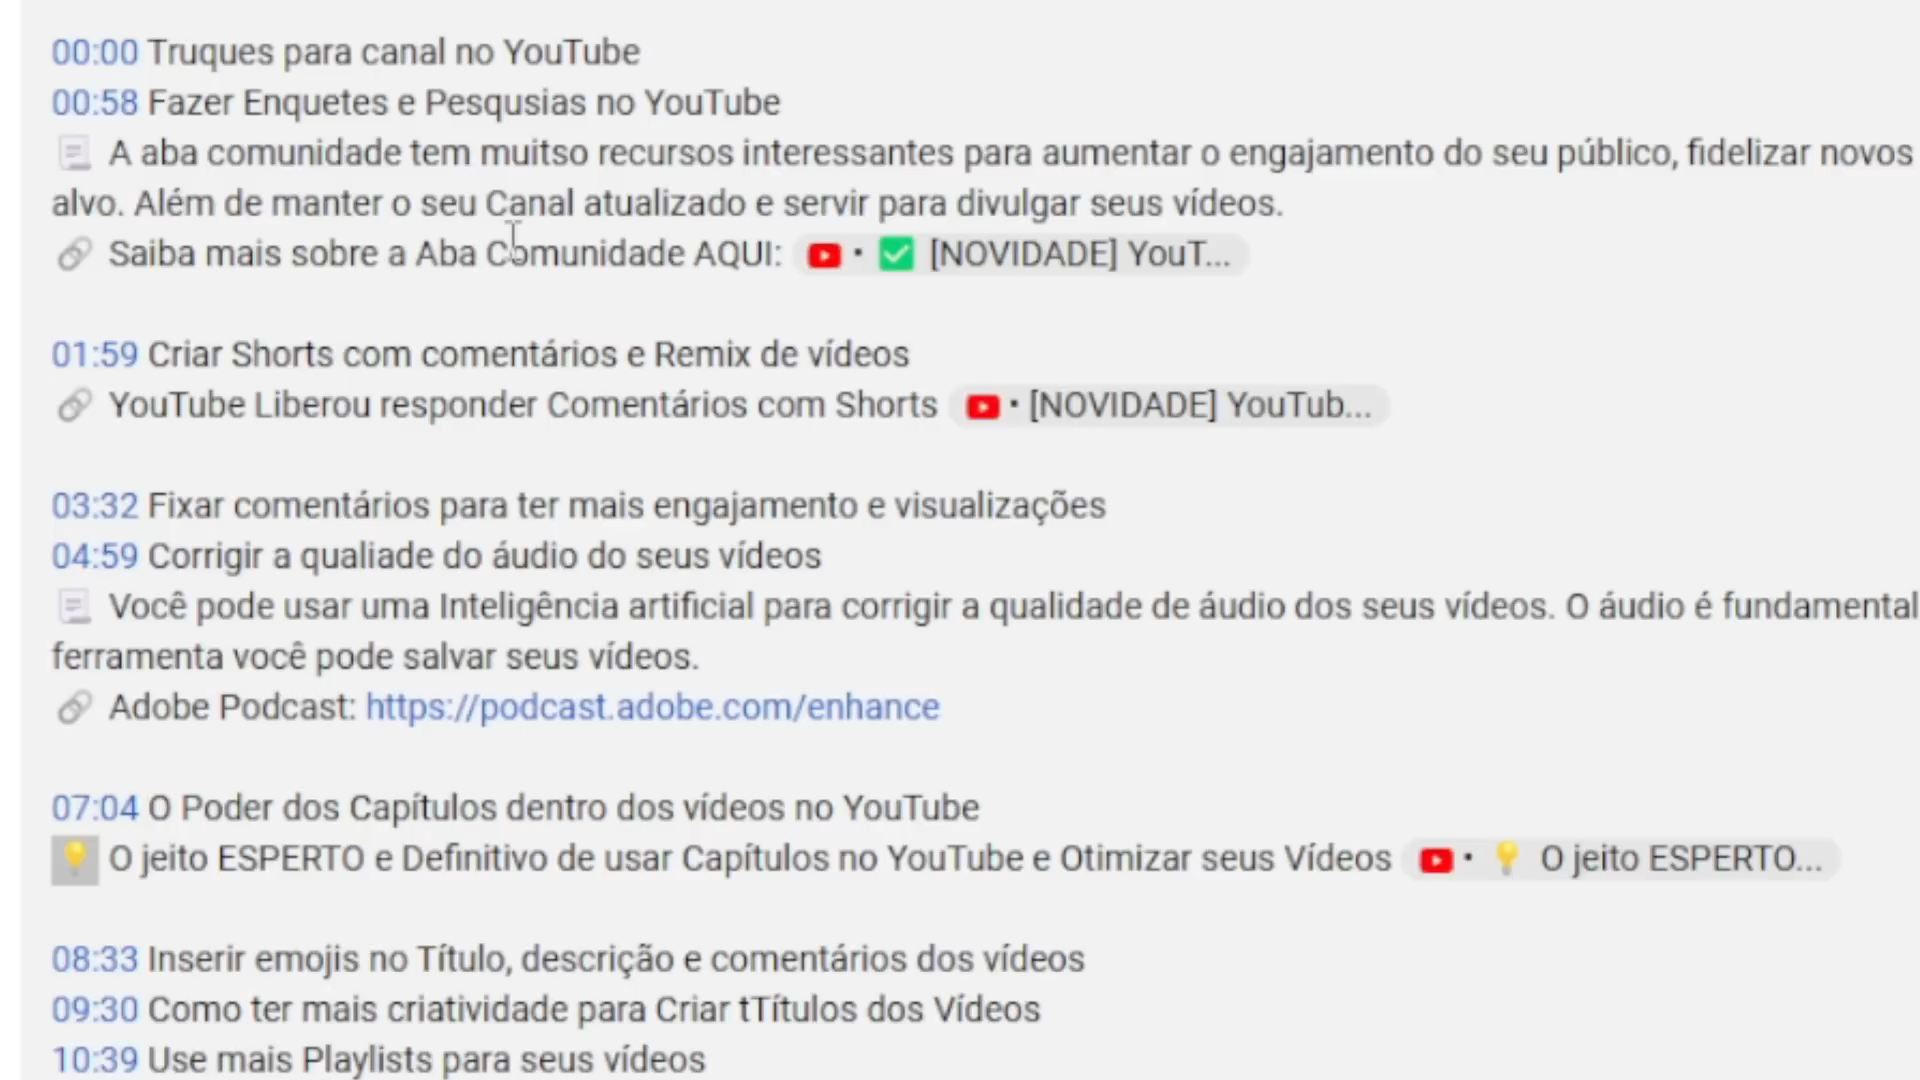 00:00 Truques para canal no YouTube
00:58 Fazer Enquetes e Pesqusias no YouTube
A aba comunidade tem muitso recursos interessantes para aumentar o engajamento do seu público, fidelizar novos
alvo. Além de manter o seu Canal atualizado e servir para divulgar seus vídeos.
Saiba mais sobre a Aba Comunidade AQUI: • ✅ [NOVIDADE] YouT...
01:59 Criar Shorts com comentários e Remix de vídeos
YouTube Liberou responder Comentários com Shorts • [NOVIDADE] YouTub...
03:32 Fixar comentários para ter mais engajamento e visualizações
04:59 Corrigir a qualiade do áudio do seus vídeos
Você pode usar uma Inteligência artificial para corrigir a qualidade de áudio dos seus vídeos. O áudio é fundamental
ferramenta você pode salvar seus vídeos.
Adobe Podcast: https://podcast.adobe.com/enhance
07:04 O Poder dos Capítulos dentro dos vídeos no YouTube
💡 O jeito ESPERTO e Definitivo de usar Capítulos no YouTube e Otimizar seus Vídeos • 💡 O jeito ESPERTO...
08:33 Inserir emojis no Título, descrição e comentários dos vídeos
09:30 Como ter mais criatividade para Criar tTítulos dos Vídeos
10:39 Use mais Playlists para seus vídeos